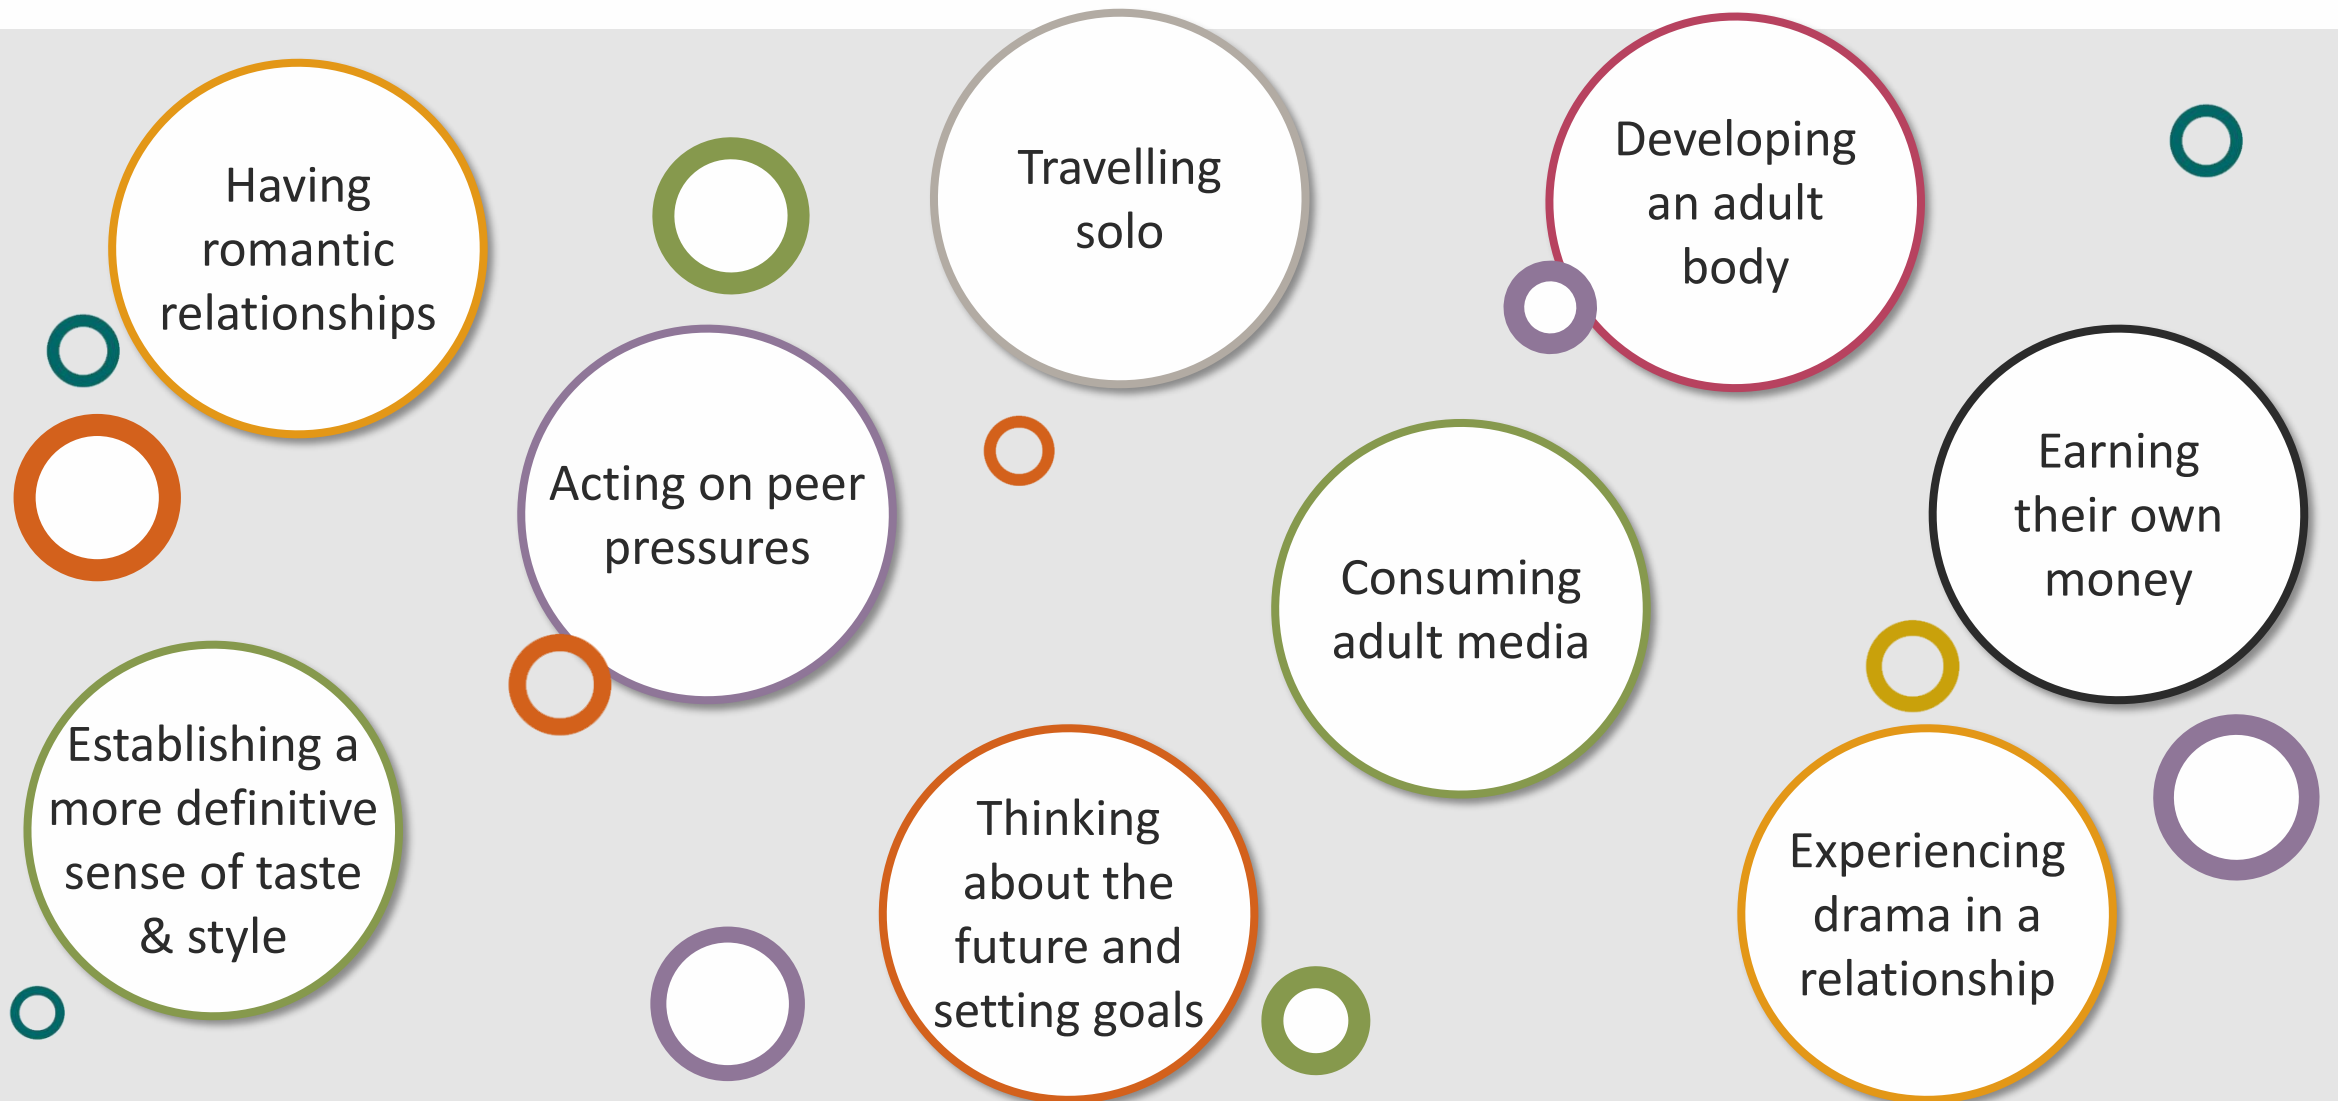 Having
romantic
relationships
Travelling
solo
Developing
an adult
body
Acting on peer
pressures
Consuming
adult media
Earning
their own
money
Establishing a
more definitive
sense of taste
& style
Thinking
about the
future and
setting goals
Experiencing
drama in a
relationship